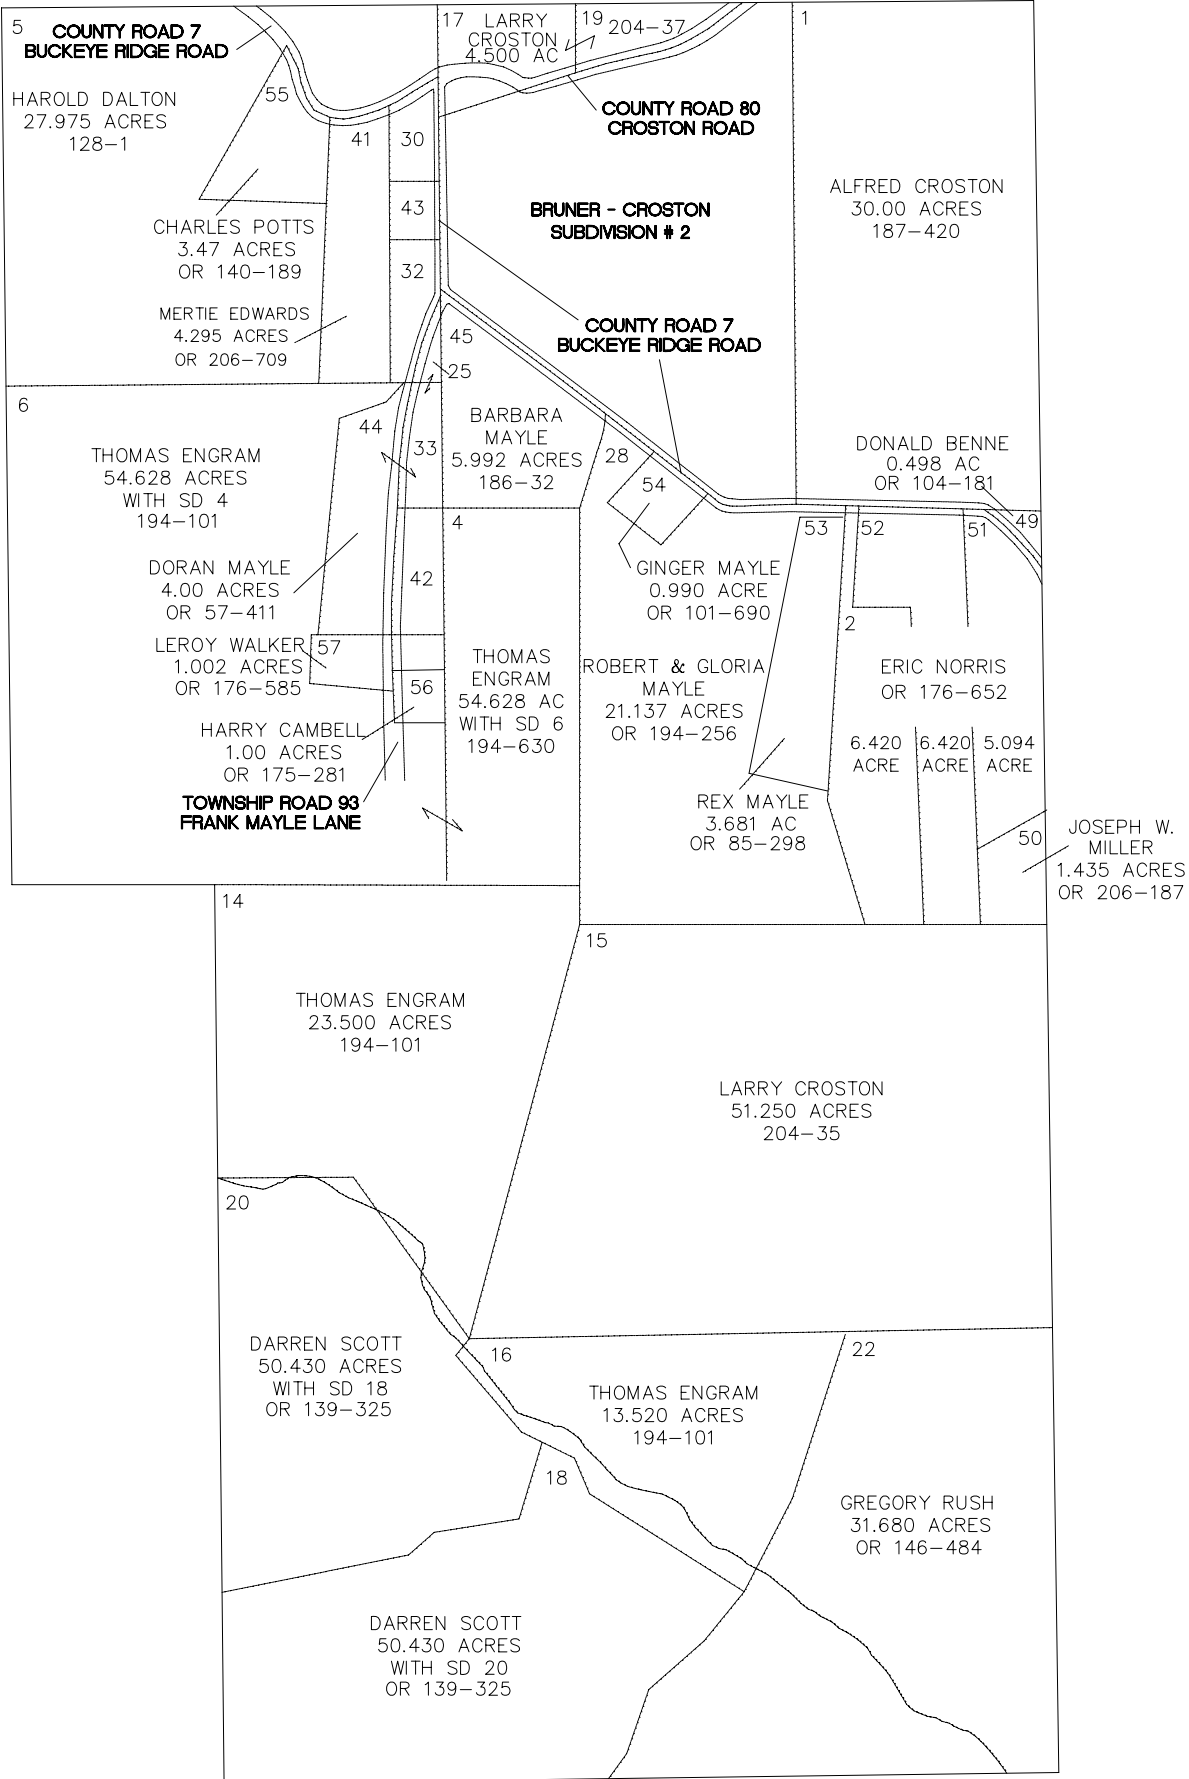 5
COUNTY ROAD 7
BUCKEYE RIDGE ROAD
17
LARRY
CROSTON
4.500 AC
19
204-37
1
HAROLD DALTON
27.975 ACRES
128-1
55
41
30
COUNTY ROAD 80
CROSTON ROAD
43
BRUNER - CROSTON
SUBDIVISION # 2
ALFRED CROSTON
30.00 ACRES
187-420
CHARLES POTTS
3.47 ACRES
OR 140-189
32
MERTIE EDWARDS
4.295 ACRES
OR 206-709
45
25
COUNTY ROAD 7
BUCKEYE RIDGE ROAD
6
44
33
BARBARA
MAYLE
5.992 ACRES
186-32
28
54
THOMAS ENGRAM
54.628 ACRES
WITH SD 4
194-101
DONALD BENNE
0.498 AC
OR 104-181
49
4
53
52
51
DORAN MAYLE
4.00 ACRES
OR 57-411
42
GINGER MAYLE
0.990 ACRE
OR 101-690
2
LEROY WALKER
1.002 ACRES
OR 176-585
57
56
THOMAS
ENGRAM
54.628 AC
WITH SD 6
194-630
ROBERT & GLORIA
MAYLE
21.137 ACRES
OR 194-256
ERIC NORRIS
OR 176-652
HARRY CAMBELL
1.00 ACRES
OR 175-281
6.420
ACRE
6.420
ACRE
5.094
ACRE
TOWNSHIP ROAD 93
FRANK MAYLE LANE
REX MAYLE
3.681 AC
OR 85-298
50
JOSEPH W.
MILLER
1.435 ACRES
OR 206-187
14
15
THOMAS ENGRAM
23.500 ACRES
194-101
LARRY CROSTON
51.250 ACRES
204-35
20
DARREN SCOTT
50.430 ACRES
WITH SD 18
OR 139-325
16
22
THOMAS ENGRAM
13.520 ACRES
194-101
18
GREGORY RUSH
31.680 ACRES
OR 146-484
DARREN SCOTT
50.430 ACRES
WITH SD 20
OR 139-325